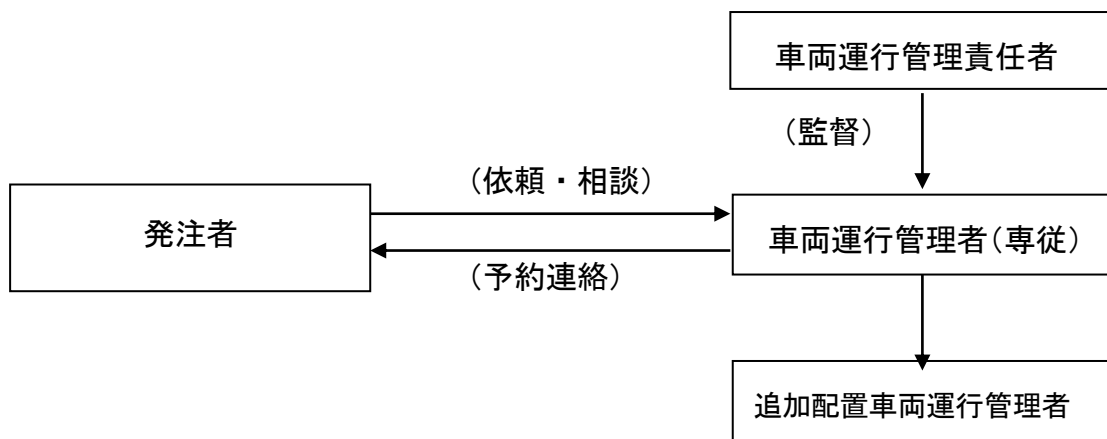 車両運行管理責任者
（監督）
（依頼・相談）
発注者
車両運行管理者（専従）
（予約連絡）
追加配置車両運行管理者